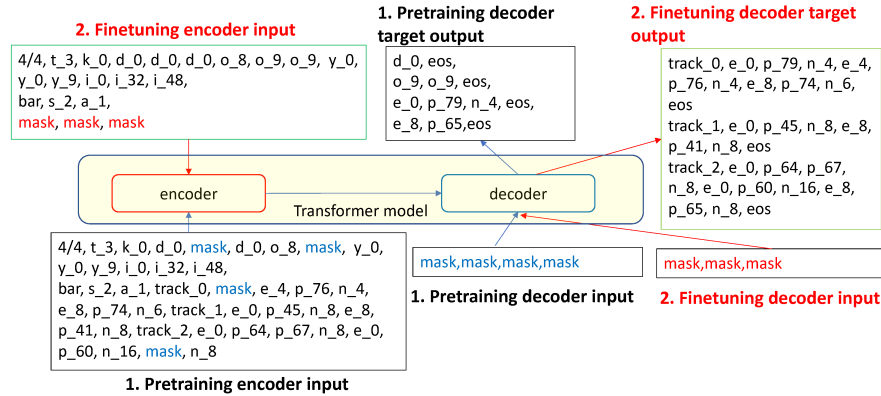 2. Finetuning encoder input
4/4, t_3, k_0, d_0, d_0, d_0, o_8, o_9, o_9, y_0,
y_0, y_9, i_0, i_32, i_48,
bar, s_2, a_1,
mask, mask, mask
1. Pretraining decoder
target output
d_0, eos,
o_9, o_9, eos,
e_0, p_79, n_4, eos,
e_8, p_65,eos
2. Finetuning decoder target
output
track_0, e_0, p_79, n_4, e_4,
p_76, n_4, e_8, p_74, n_6,
eos
track_1, e_0, p_45, n_8, e_8,
p_41, n_8, eos
track_2, e_0, p_64, p_67,
n_8, e_0, p_60, n_16, e_8,
p_65, n_8, eos
encoder
decoder
Transformer model
4/4, t_3, k_0, d_0, mask, d_0, o_8, mask, y_0,
y_0, y_9, i_0, i_32, i_48,
bar, s_2, a_1, track_0, mask, e_4, p_76, n_4,
e_8, p_74, n_6, track_1, e_0, p_45, n_8, e_8,
p_41, n_8, track_2, e_0, p_64, p_67, n_8, e_0,
p_60, n_16, mask, n_8
1. Pretraining encoder input
mask,mask,mask,mask
1. Pretraining decoder input
mask,mask,mask
2. Finetuning decoder input